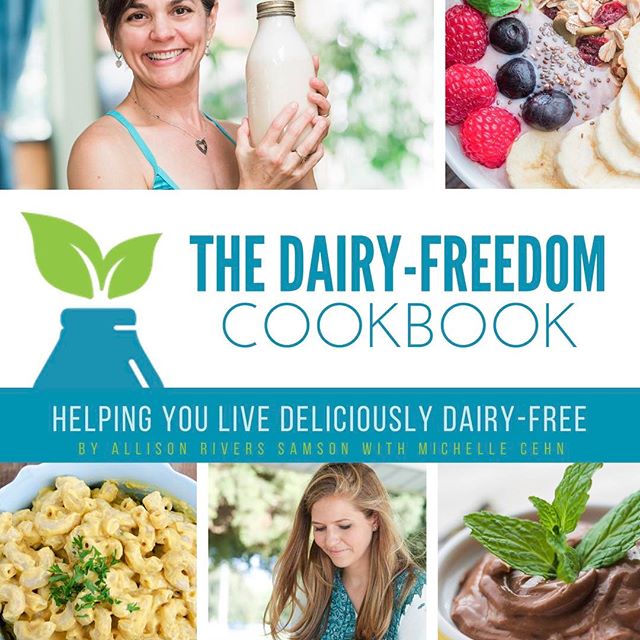 THE DAIRY-FREEDOM
COOKBOOK
HELPING YOU LIVE DELICIOUSLY DAIRY-FREE
BY ALLISON RIVERS SAMSON WITH MICHELLE CEHN